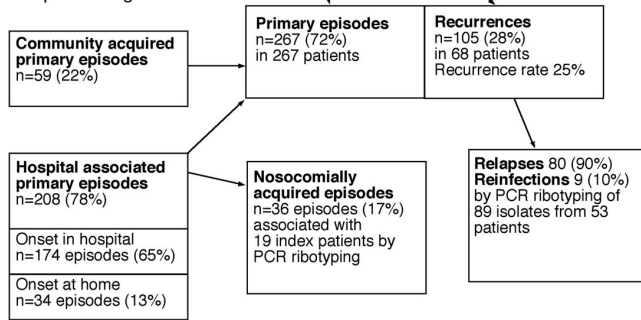 Primary episodes
n=267 (72%)
in 267 patients
Recurrences
n=105 (28%)
in 68 patients
Recurrence rate 25%
Community acquired
primary episodes
n=59 (22%)
Hospital associated
primary episodes
n=208 (78%)
Onset in hospital
n=174 episodes (65%)
Onset at home
n=34 episodes (13%)
Nosocomially
acquired episodes
n=36 episodes (17%)
associated with
19 index patients by
PCR ribotyping
Relapses 80 (90%)
Reinfections 9 (10%)
by PCR ribotyping of
89 isolates from 53
patients